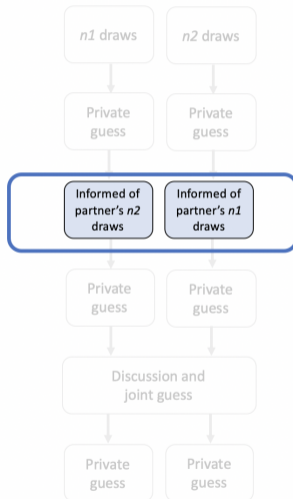 n1 draws
n2 draws
Private
guess
Private
guess
Informed of
partner's n2
draws
Informed of
partner's n1
draws
Private
guess
Private
guess
Discussion and
joint guess
Private
guess
Private
guess